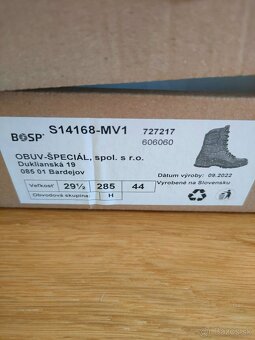 BOSP
S14168-MV1
727217
606060
OBUV-ŠPECIÁL, spol. s r.o.
Duklianská 19
085 01 Bardejov
Dátum výroby: 09.2022
Vyrobené na Slovensku
Veľkosť 29½ 285 44
Obvodová skupina: H